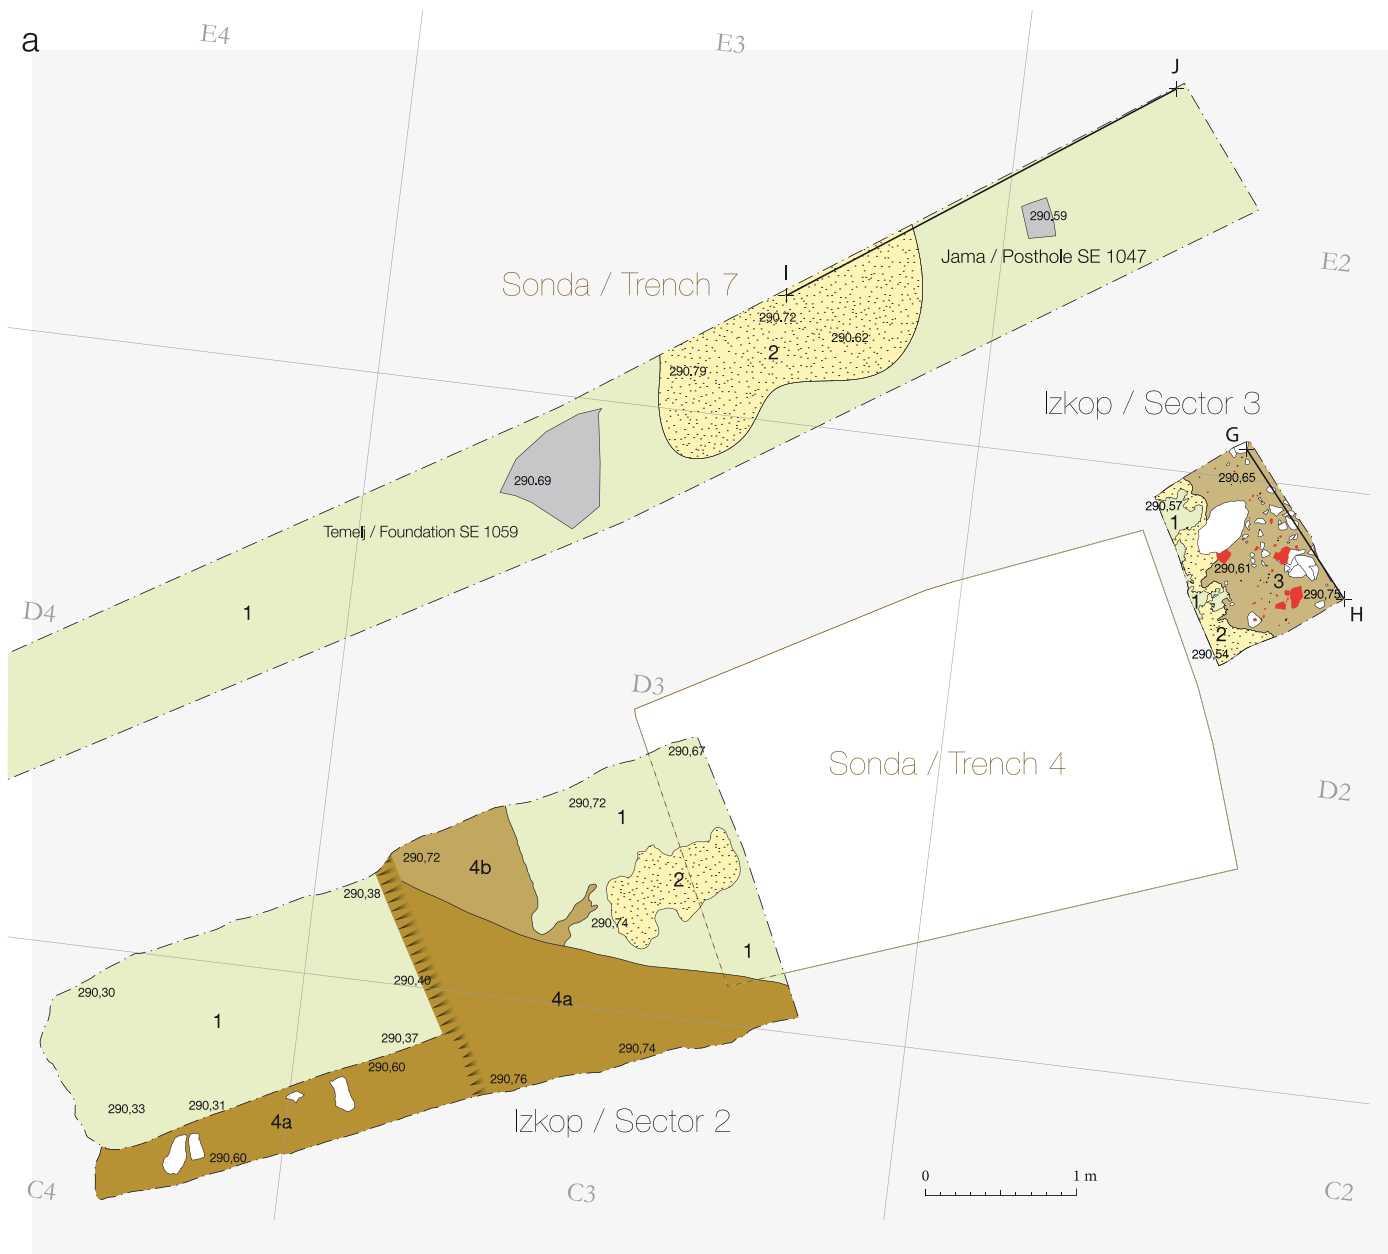 a
E4
E3
J
290.59
Jama / Posthole SE 1047
E2
Sonda / Trench 7
I
290.72
290.62
2
290.79
Izkop / Sector 3
G
290,65
290,57
1
290.69
Temelj / Foundation SE 1059
290,61
3
290,75
1
H
2
290,54
D4
1
D3
290,67
Sonda / Trench 4
D2
290,72
1
290,72
4b
2
290,38
290,74
1
290,40
4a
290,30
1
290,37
290,74
290,60
290,76
290,33
290,31
4a
Izkop / Sector 2
290,60
C4
C3
0
1 m
C2